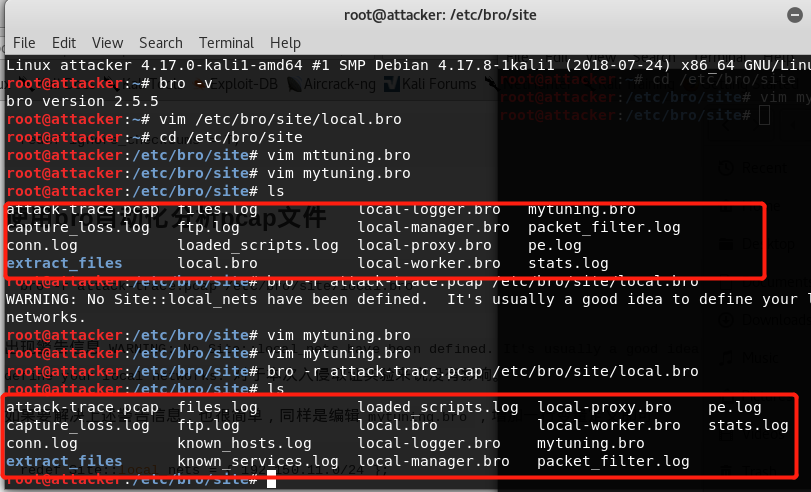 root@attacker: /etc/bro/site
File Edit View Search Terminal Help
Linux attacker 4.17.0-kali1-amd64 #1 SMP Debian 4.17.8-1kali1 (2018-07-24) x86_64 GNU/Linu
root@attacker:~# bro -v
Exploit-DB Aircrack-ng Kali Forums
root@attacker:~# cd /etc/bro/site
bro version 2.5.5
root@attacker:/etc/bro/site# vim my
root@attacker:~# vim /etc/bro/site/local.bro
root@attacker:/etc/bro/site#
root@attacker:~# cd /etc/bro/site
root@attacker:/etc/bro/site# vim mttuning.bro
root@attacker:/etc/bro/site# vim mytuning.bro
root@attacker:/etc/bro/site# ls
attack-trace.pcap files.log local-logger.bro mytuning.bro
capture_loss.log ftp.log local-manager.bro packet_filter.log
conn.log loaded_scripts.log local-proxy.bro pe.log
extract_files local.bro local-worker.bro stats.log
root@attacker:/etc/bro/site# bro -r attack-trace.pcap /etc/bro/site/local.bro
WARNING: No Site::local_nets have been defined. It's usually a good idea to define your l
networks.
root@attacker:/etc/bro/site# vim mytuning.bro
root@attacker:/etc/bro/site# vim mytuning.bro
root@attacker:/etc/bro/site# bro -r attack-trace.pcap /etc/bro/site/local.bro
root@attacker:/etc/bro/site# ls
attack-trace.pcap files.log loaded_scripts.log local-proxy.bro pe.log
capture_loss.log ftp.log local.bro local-worker.bro stats.log
conn.log known_hosts.log local-logger.bro mytuning.bro
extract_files known_services.log local-manager.bro packet_filter.log
root@attacker:/etc/bro/site#